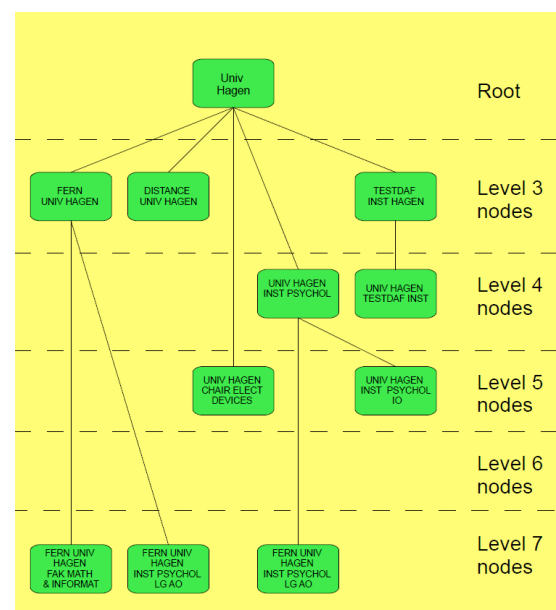 Univ
Hagen
Root
FERN
UNIV HAGEN
DISTANCE
UNIV HAGEN
TESTDAF
INST HAGEN
Level 3
nodes
UNIV HAGEN
INST PSYCHOL
UNIV HAGEN
TESTDAF INST
Level 4
nodes
UNIV HAGEN
CHAIR ELECT
DEVICES
UNIV HAGEN
INST PSYCHOL
IO
Level 5
nodes
Level 6
nodes
FERN UNIV
HAGEN
FAK MATH
& INFORMAT
FERN UNIV
HAGEN
INST PSYCHOL
LG AO
FERN UNIV
HAGEN
INST PSYCHOL
LG AO
Level 7
nodes